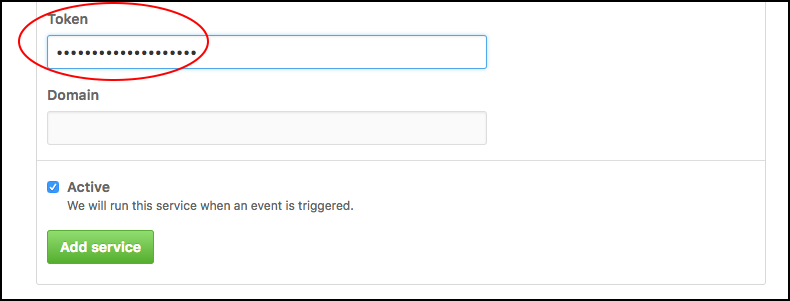 Token
••••••••••••••••••••
Domain
Active
We will run this service when an event is triggered.
Add service